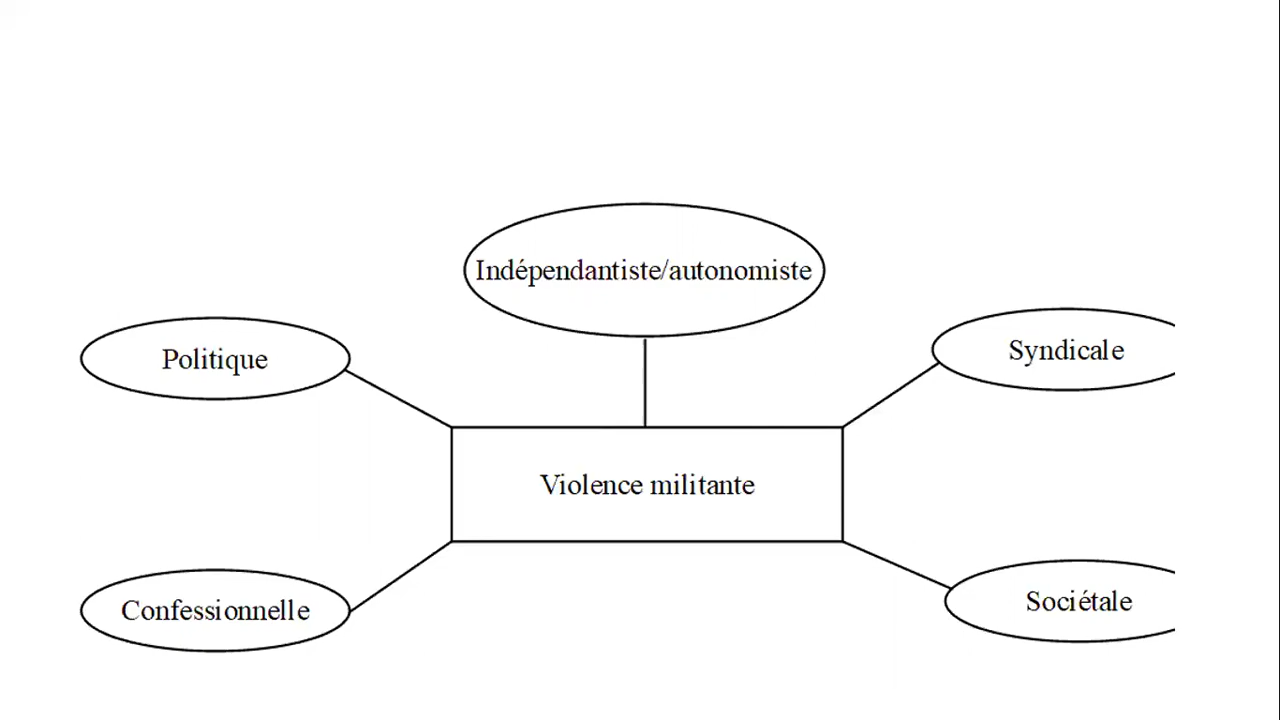 Indépendantiste/autonomiste
Politique
Syndicale
Violence militante
Confessionnelle
Sociétale